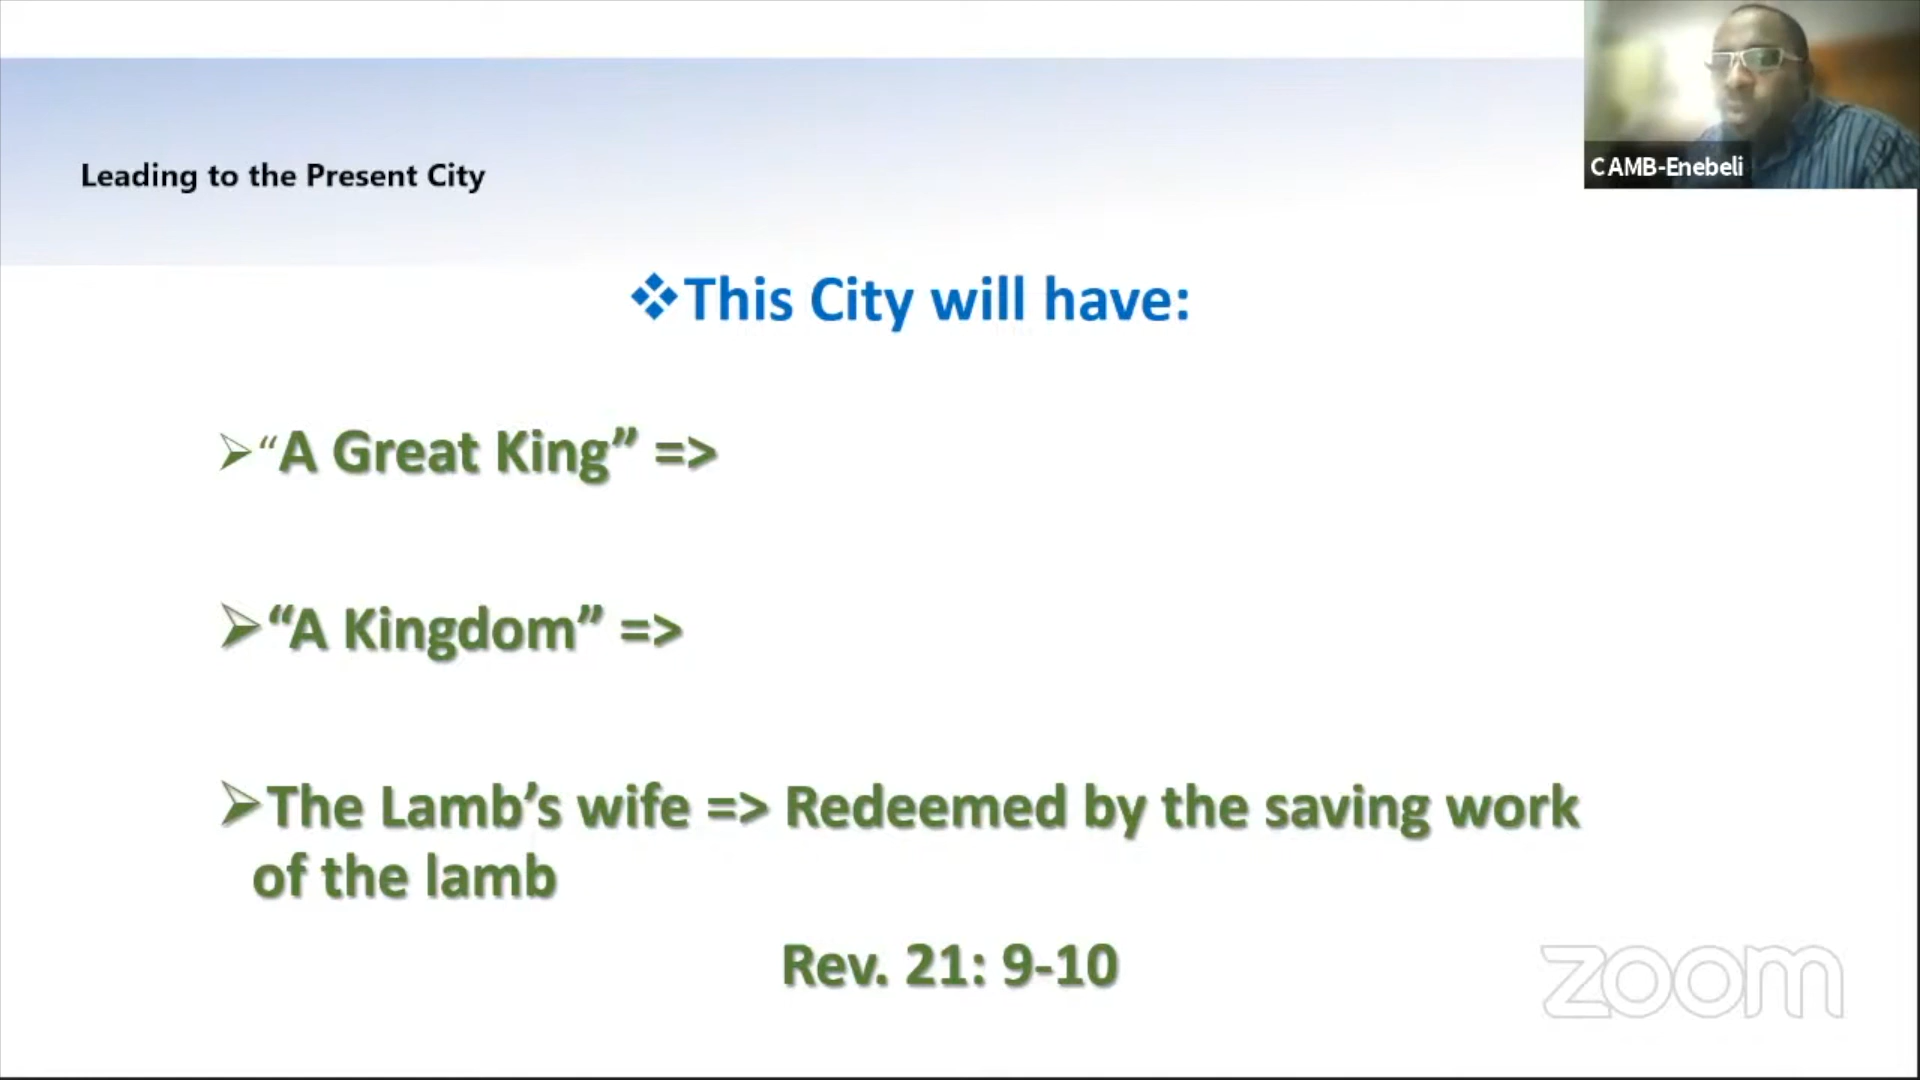 CAMB-Enebeli
Leading to the Present City
❖This City will have:
➢“A Great King” =>
➢“A Kingdom” =>
➢The Lamb’s wife => Redeemed by the saving work
of the lamb
Rev. 21: 9-10
zoom